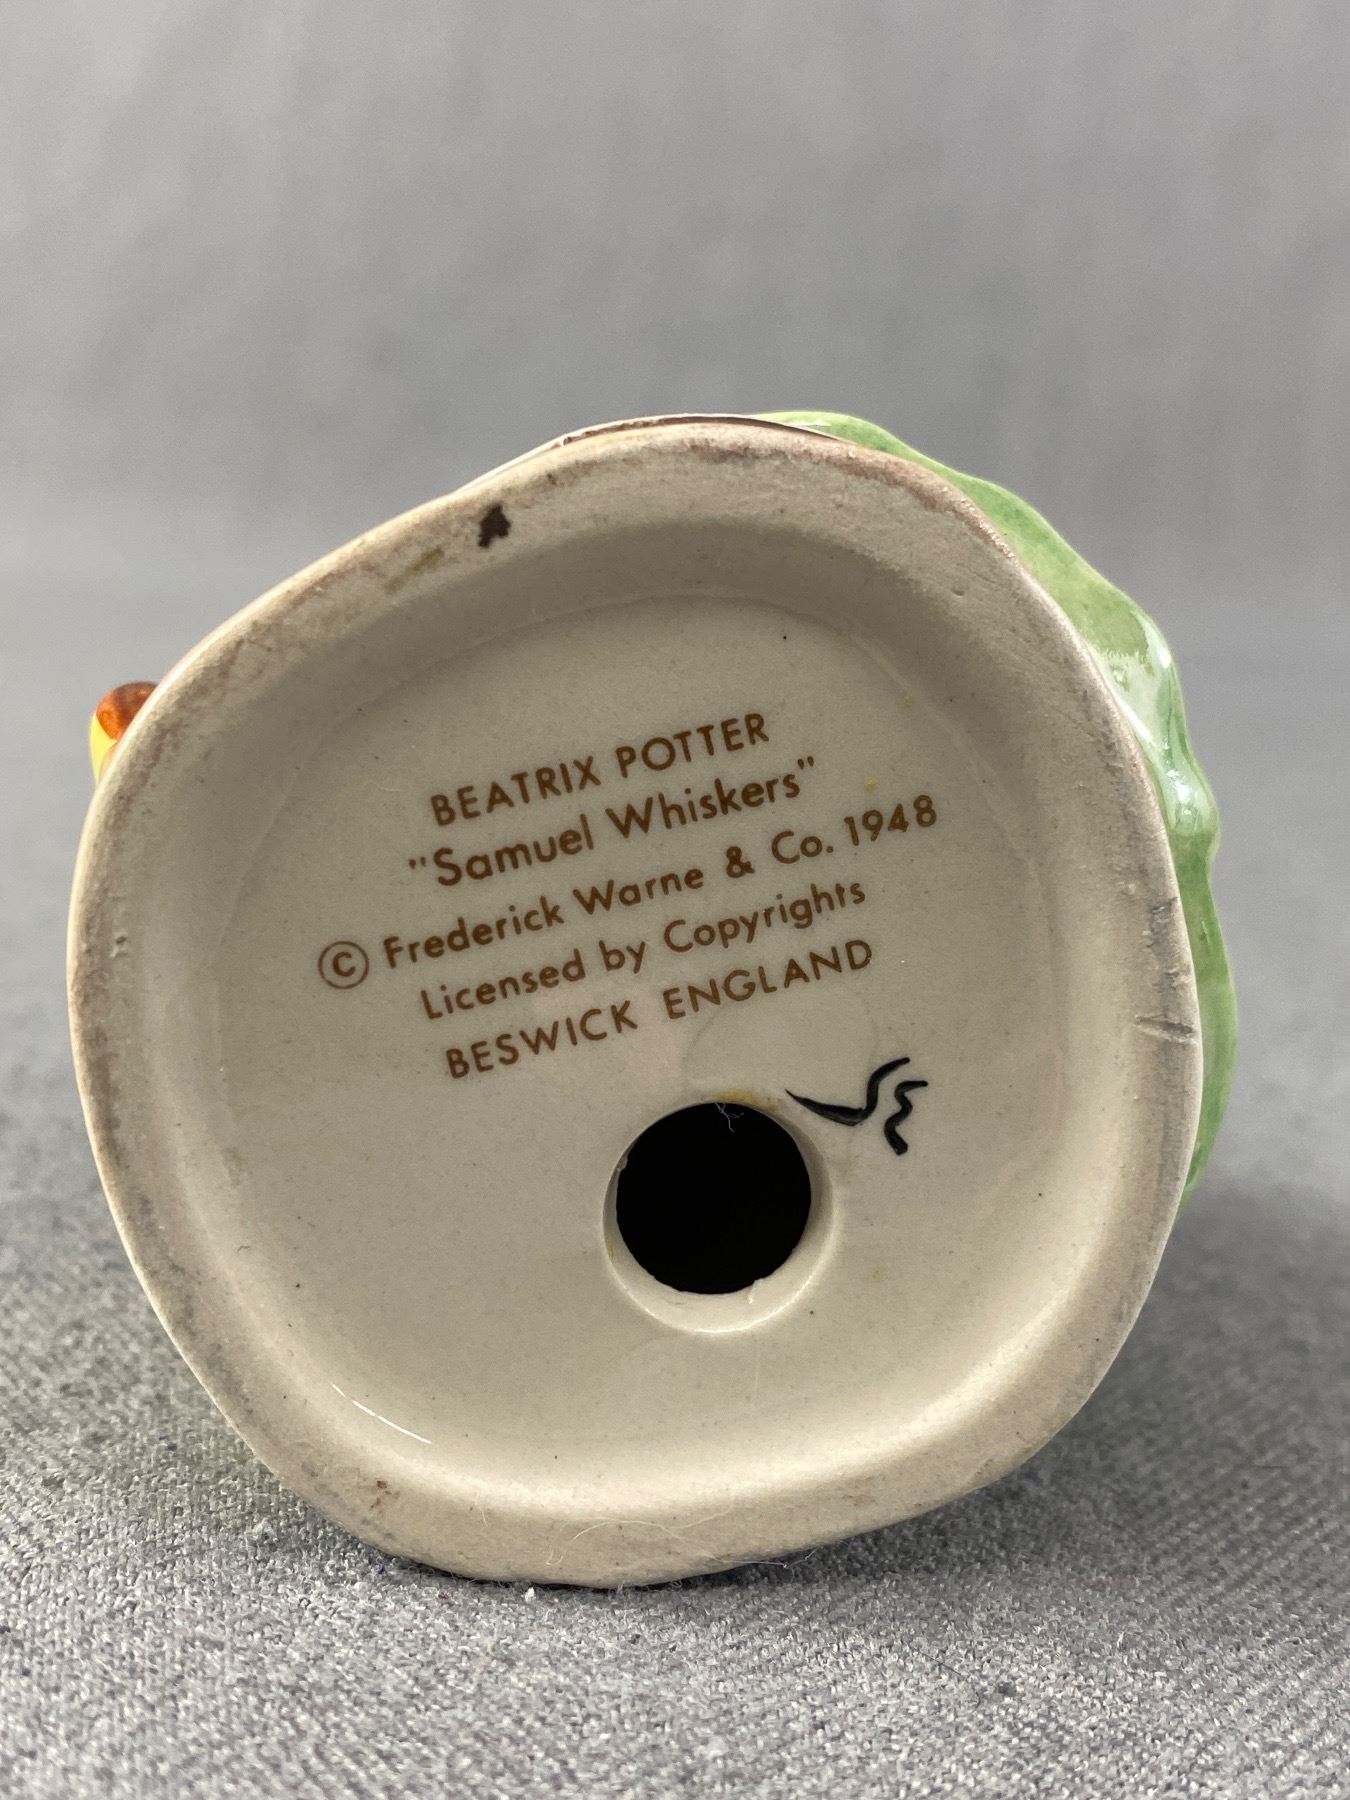 BEATRIX POTTER
"Samuel Whiskers"
© Frederick Warne & Co. 1948
Licensed by Copyrights
BESWICK ENGLAND